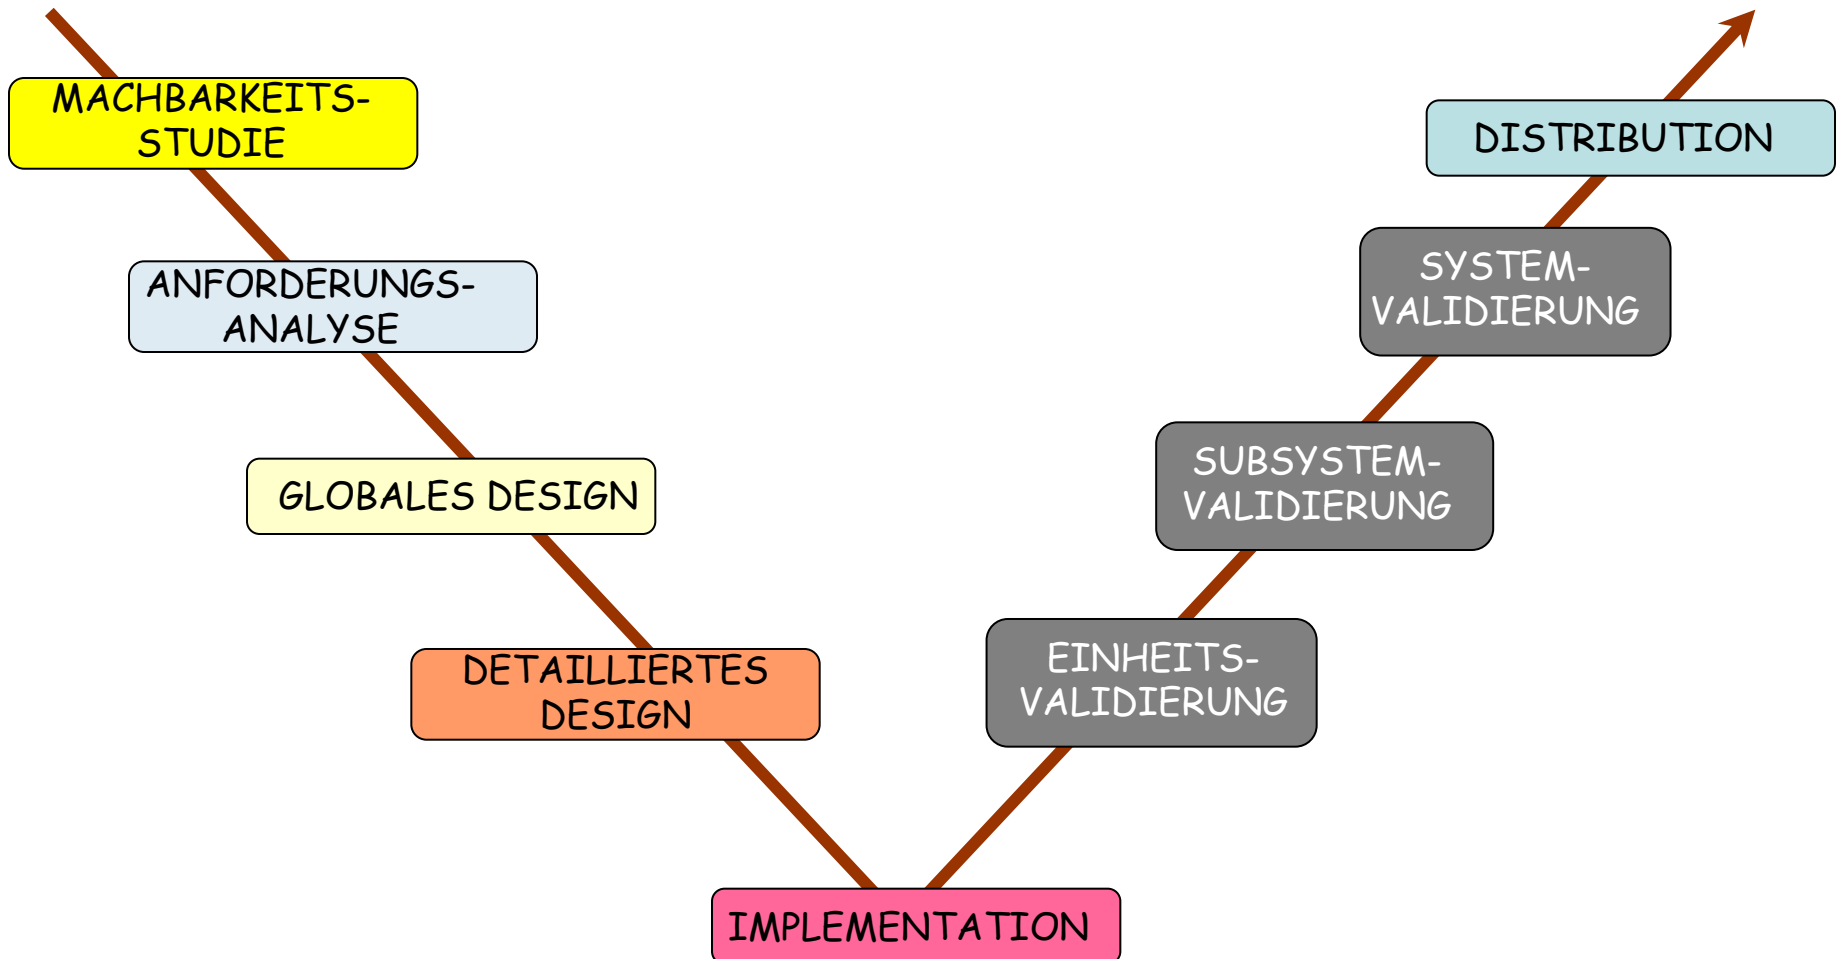 MACHBARKEITS-
STUDIE
ANFORDERUNGS-
ANALYSE
GLOBALES DESIGN
DETAILLIERTES
DESIGN
IMPLEMENTATION
EINHEITS-
VALIDIERUNG
SUBSYSTEM-
VALIDIERUNG
SYSTEM-
VALIDIERUNG
DISTRIBUTION